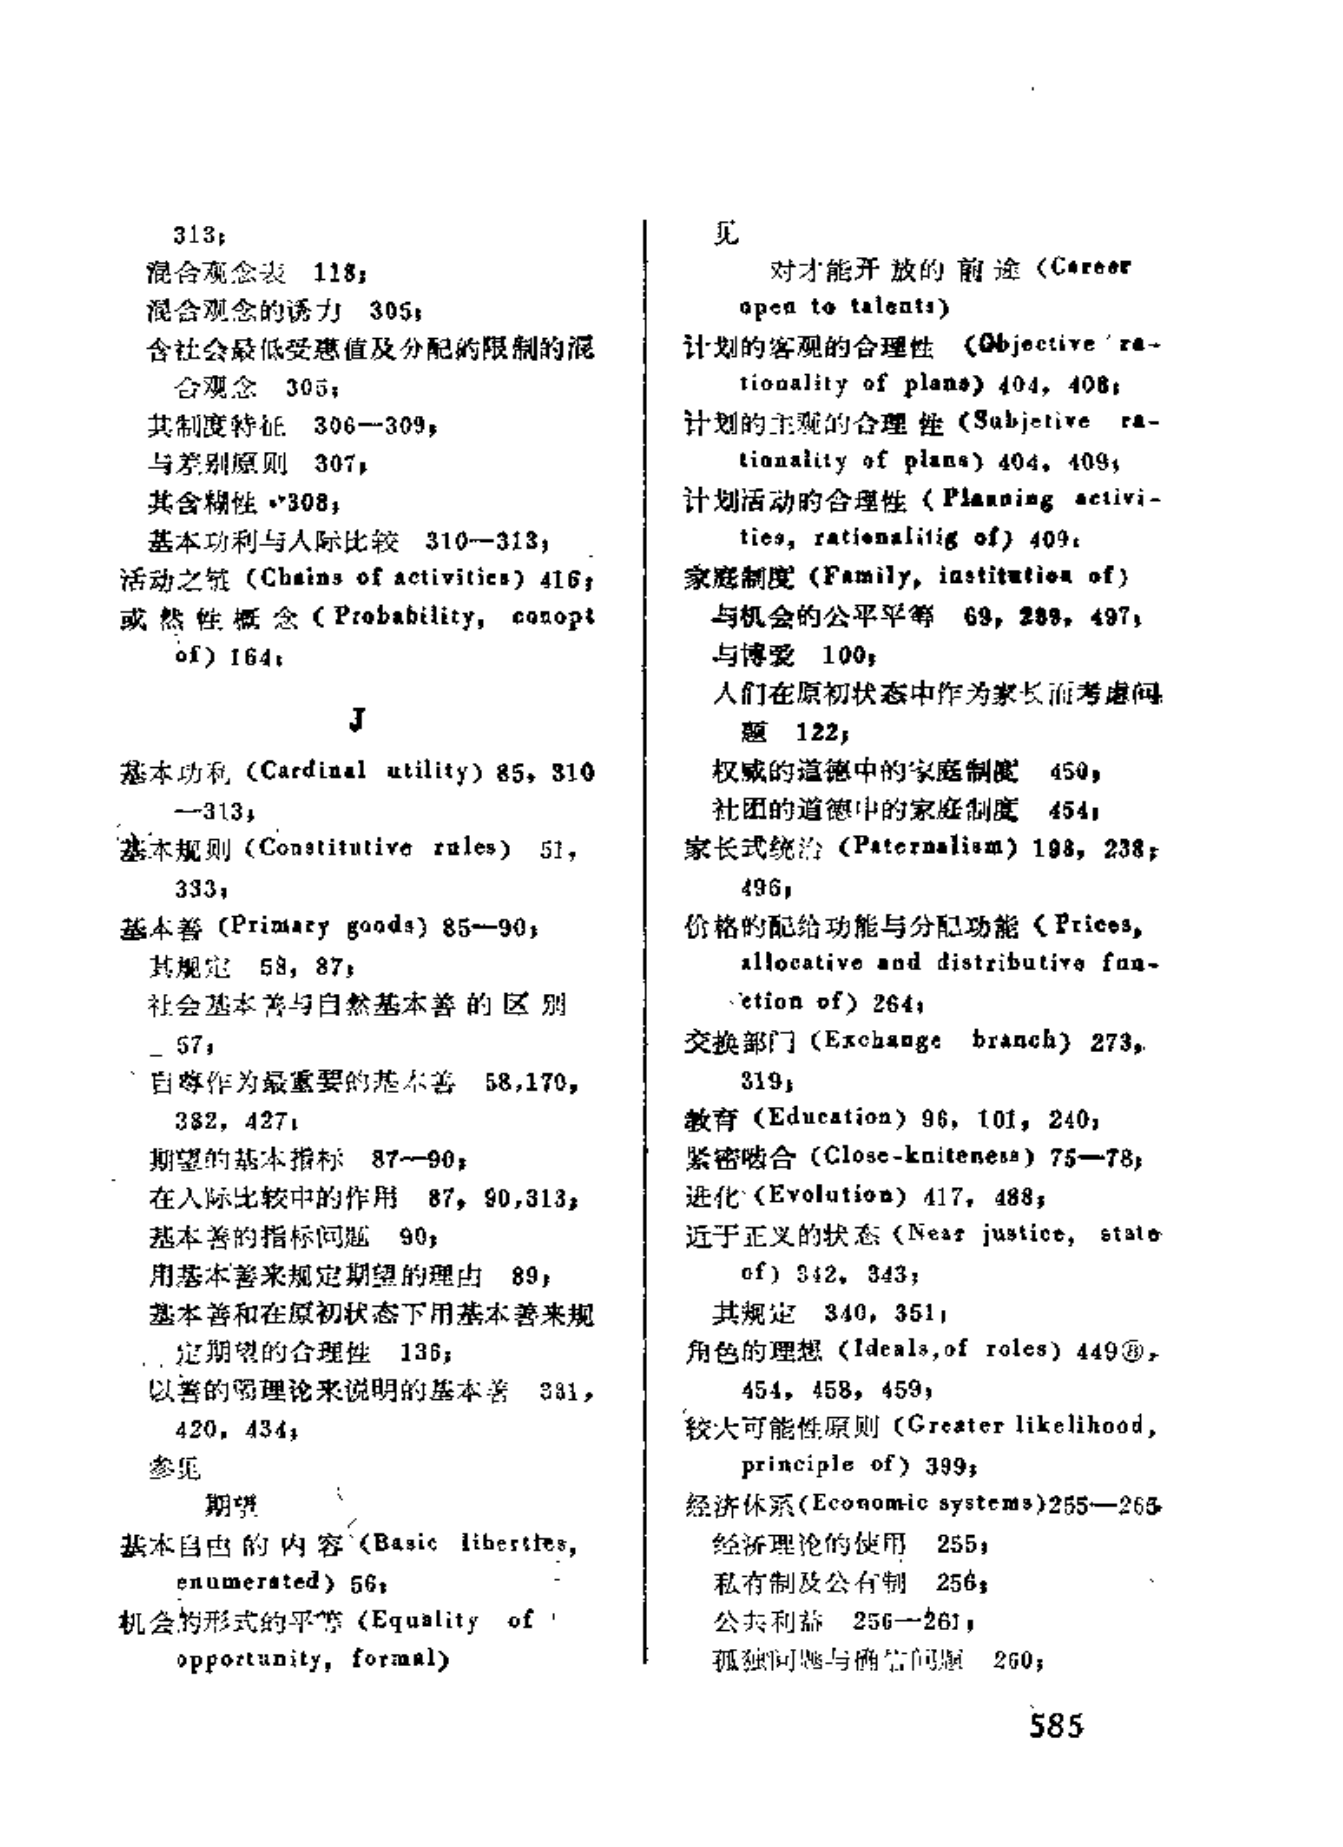 313;
混合观念表 118;
混合观念的诱力 305;
含社会最低受惠值及分配的限制的混
合观念 305;
其制度特征 306—309;
与差别原则 307;
其含糊性 308;
基本功利与人际比较 310—313;
活动之链 (Chains of activities) 416;
或然性概念 (Probability, conopt
of) 164;
J
基本功利 (Cardinal utility) 85, 310
—313;
基本规则 (Constitutive rules) 51,
333;
基本善 (Primary goods) 85—90;
其规定 58, 87;
社会基本善与自然基本善的区别
57;
自尊作为最重要的基本善 58,170,
382, 427;
期望的基本指标 87—90;
在人际比较中的作用 87, 90,313;
基本善的指标问题 90;
用基本善来规定期望的理由 89;
基本善和在原初状态下用基本善来规
定期望的合理性 136;
以善的弱理论来说明的基本善 381,
420, 434;
参见
期望
基本自由的内容 (Basic liberties,
enumerated) 56;
机会的形式的平等 (Equality of
opportunity, formal)
见
对才能开放的前途 (Career
open to talents)
计划的客观的合理性 (Objective ra-
tionality of plans) 404, 408;
计划的主观的合理性 (Subjetive ra-
tionality of plans) 404, 409;
计划活动的合理性 (Planning activi-
ties, rationalitig of) 409;
家庭制度 (Family, institution of)
与机会的公平平等 69, 289, 497;
与博爱 100;
人们在原初状态中作为家长而考虑问
题 122;
权威的道德中的家庭制度 450;
社团的道德中的家庭制度 454;
家长式统治 (Paternalism) 198, 238;
496;
价格的配给功能与分配功能 (Prices,
allocative and distributive fun-
ction of) 264;
交换部门 (Exchange branch) 273,
319;
教育 (Education) 96, 101, 240;
紧密啮合 (Close-kniteness) 75—78;
进化 (Evolution) 417, 488;
近于正义的状态 (Near justice, state
of) 342, 343;
其规定 340, 351;
角色的理想 (Ideals,of roles) 449,
454, 458, 459;
较大可能性原则 (Greater likelihood,
principle of) 399;
经济体系(Economic systems)255—265
经济理论的使用 255;
私有制及公有制 256;
公共利益 256—261;
孤独问题与确信问题 260;
585